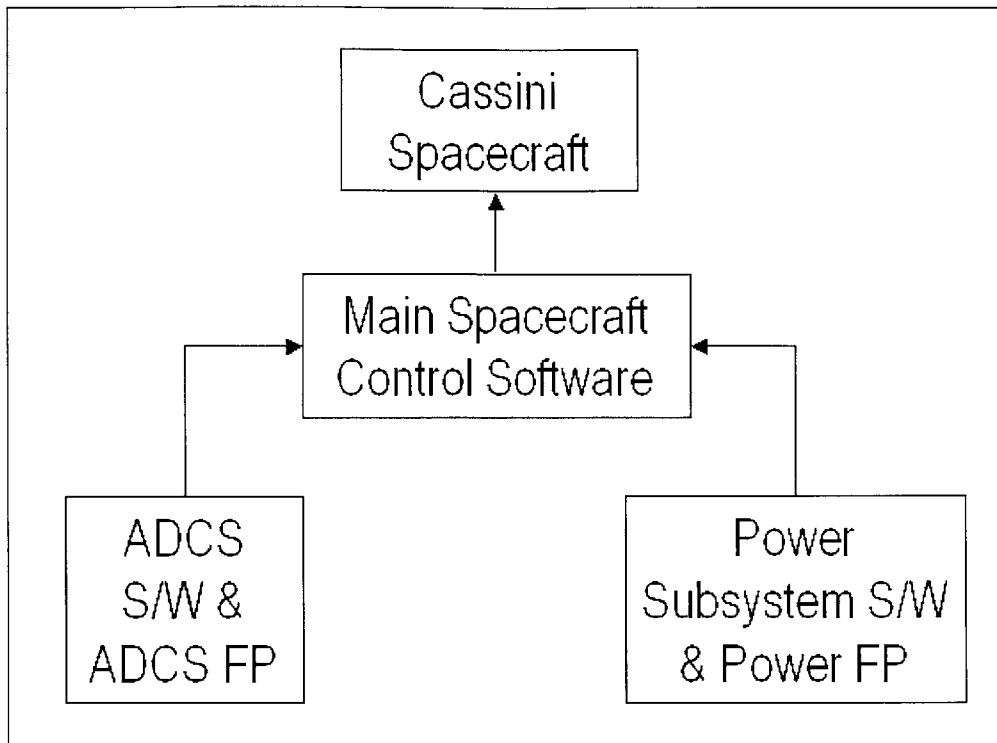 Cassini
Spacecraft
Main Spacecraft
Control Software
ADCS
S/W &
ADCS FP
Power
Subsystem S/W
& Power FP